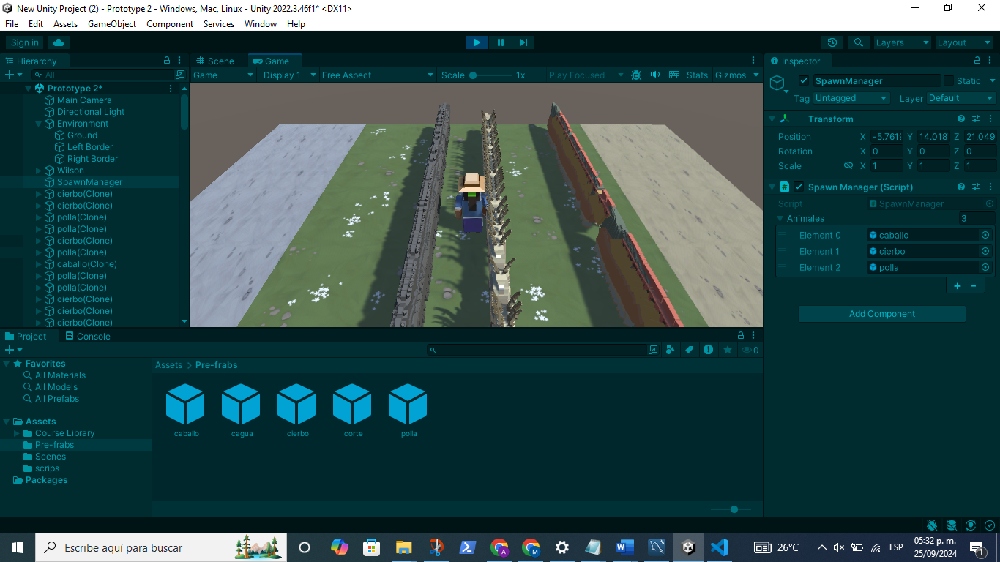 New Unity Project (2) - Prototype 2 - Windows, Mac, Linux - Unity 2022.3.46f1* <DX11>
File Edit Assets GameObject Component Services Window Help
Sign in Layers Layout
Hierarchy
All
Prototype 2*
Main Camera
Directional Light
Environment
Ground
Left Border
Right Border
Wilson
SpawnManager
cierbo(Clone)
cierbo(Clone)
polla(Clone)
polla(Clone)
cierbo(Clone)
polla(Clone)
caballo(Clone)
polla(Clone)
polla(Clone)
cierbo(Clone)
cierbo(Clone)
cierbo(Clone)
Scene Game
Game Display 1 Free Aspect Scale 1x Play Focused Stats Gizmos
Inspector
SpawnManager Static
Tag Untagged Layer Default
Transform
Position X -5.7619 Y 14.018 Z 21.049
Rotation X 0 Y 0 Z 0
Scale X 1 Y 1 Z 1
Spawn Manager (Script)
Script SpawnManager
Animales 3
Element 0 caballo
Element 1 cierbo
Element 2 polla
Add Component
Project Console
0
Favorites
All Materials
All Models
All Prefabs
Assets
Course Library
Pre-frabs
Scenes
scrips
Packages
Assets > Pre-frabs
caballo cagua cierbo corte polla
Escribe aquí para buscar
26°C ESP
05:32 p. m.
25/09/2024
1